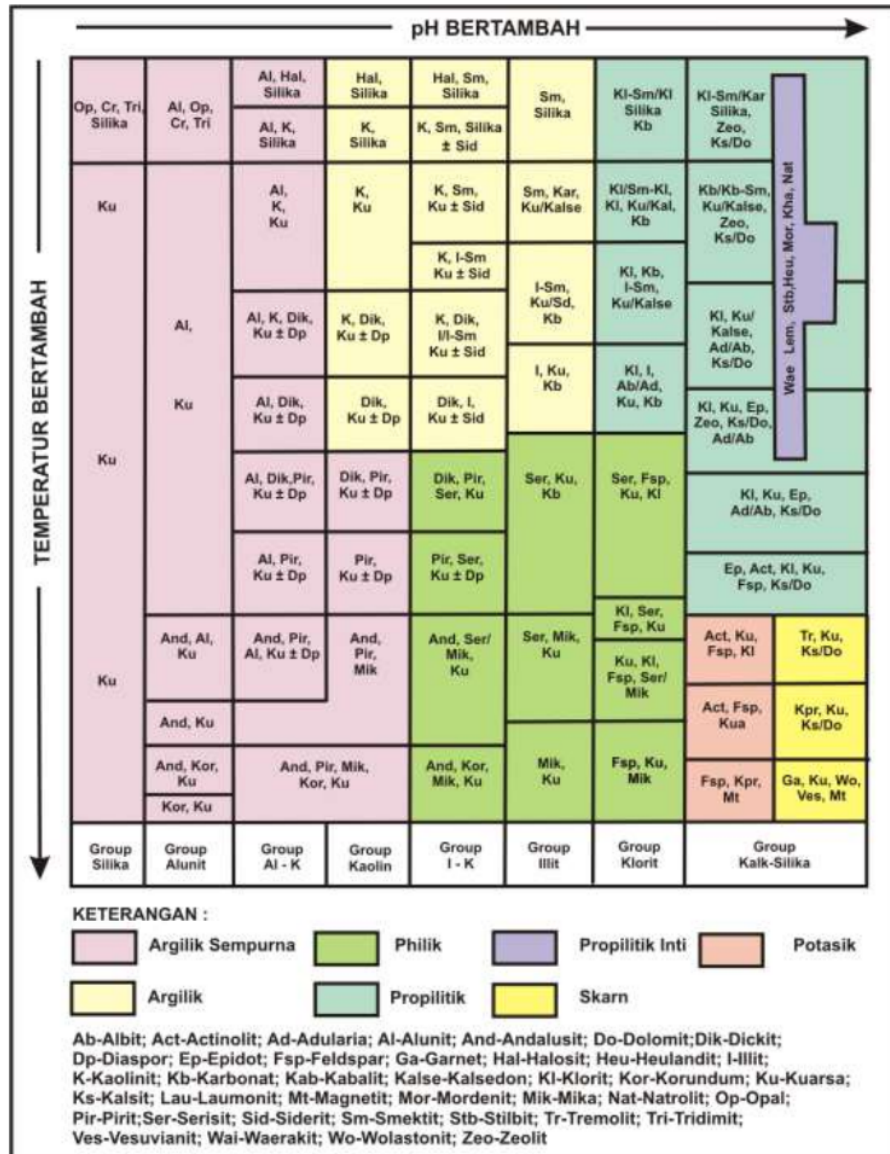 pH BERTAMBAH
TEMPERATUR BERTAMBAH
Op, Cr, Tri,
Silika
Ku
Ku
Ku
Group
Silika
Al, Op,
Cr, Tri
Al,
Ku
And, Al,
Ku
And, Ku
And, Kor,
Ku
Kor, Ku
Group
Alunit
Al, Hal,
Silika
Al, K,
Silika
Al,
K,
Ku
Al, K, Dik,
Ku ± Dp
Al, Dik,
Ku ± Dp
Al, Dik,Pir,
Ku ± Dp
Al, Pir,
Ku ± Dp
And, Pir,
Al, Ku ± Dp
And, Pir, Mik,
Kor, Ku
Group
Al - K
Hal,
Silika
K,
Silika
K,
Ku
K, Dik,
Ku ± Dp
Dik,
Ku ± Dp
Dik, Pir,
Ku ± Dp
Pir,
Ku ± Dp
And,
Pir,
Mik
Group
Kaolin
Hal, Sm,
Silika
K, Sm, Silika
± Sid
K, Sm,
Ku ± Sid
K, I-Sm
Ku ± Sid
K, Dik,
I/I-Sm
Ku ± Sid
Dik, I,
Ku ± Sid
Dik, Pir,
Ser, Ku
Pir, Ser,
Ku ± Dp
And, Ser/
Mik,
Ku
And, Kor,
Mik, Ku
Group
I - K
Sm,
Silika
Sm, Kar,
Ku/Kalse
I-Sm,
Ku/Sd,
Kb
I, Ku,
Kb
Ser, Ku,
Kb
Ser, Mik,
Ku
Mik,
Ku
Group
Illit
Kl-Sm/Kl
Silika
Kb
Kl/Sm-Kl,
Kl, Ku/Kal,
Kb
Kl, Kb,
I-Sm,
Ku/Kalse
Kl, I,
Ab/Ad,
Ku, Kb
Ser, Fsp,
Ku, Kl
Kl, Ser,
Fsp, Ku
Ku, Kl,
Fsp, Ser/
Mik
Fsp, Ku,
Mik
Group
Klorit
Kl-Sm/Kar
Silika,
Zeo,
Ks/Do
Kb/Kb-Sm,
Ku/Kalse,
Zeo,
Ks/Do
Kl, Ku/
Kalse,
Ad/Ab,
Ks/Do
Kl, Ku, Ep,
Zeo, Ks/Do,
Ad/Ab
Wae Lem, Stb,Heu, Mor, Kha, Nat
Kl, Ku, Ep,
Ad/Ab, Ks/Do
Ep, Act, Kl, Ku,
Fsp, Ks/Do
Act, Ku,
Fsp, Kl
Tr, Ku,
Ks/Do
Act, Fsp,
Kua
Kpr, Ku,
Ks/Do
Fsp, Kpr,
Mt
Ga, Ku, Wo,
Ves, Mt
Group
Kalk-Silika
KETERANGAN :
Argilik Sempurna
Philik
Propilitik Inti
Potasik
Argilik
Propilitik
Skarn
Ab-Albit; Act-Actinolit; Ad-Adularia; Al-Alunit; And-Andalusit; Do-Dolomit;Dik-Dickit;
Dp-Diaspor; Ep-Epidot; Fsp-Feldspar; Ga-Garnet; Hal-Halosit; Heu-Heulandit; I-Illit;
K-Kaolinit; Kb-Karbonat; Kab-Kabalit; Kalse-Kalsedon; Kl-Klorit; Kor-Korundum; Ku-Kuarsa;
Ks-Kalsit; Lau-Laumonit; Mt-Magnetit; Mor-Mordenit; Mik-Mika; Nat-Natrolit; Op-Opal;
Pir-Pirit;Ser-Serisit; Sid-Siderit; Sm-Smektit; Stb-Stilbit; Tr-Tremolit; Tri-Tridimit;
Ves-Vesuvianit; Wai-Waerakit; Wo-Wolastonit; Zeo-Zeolit